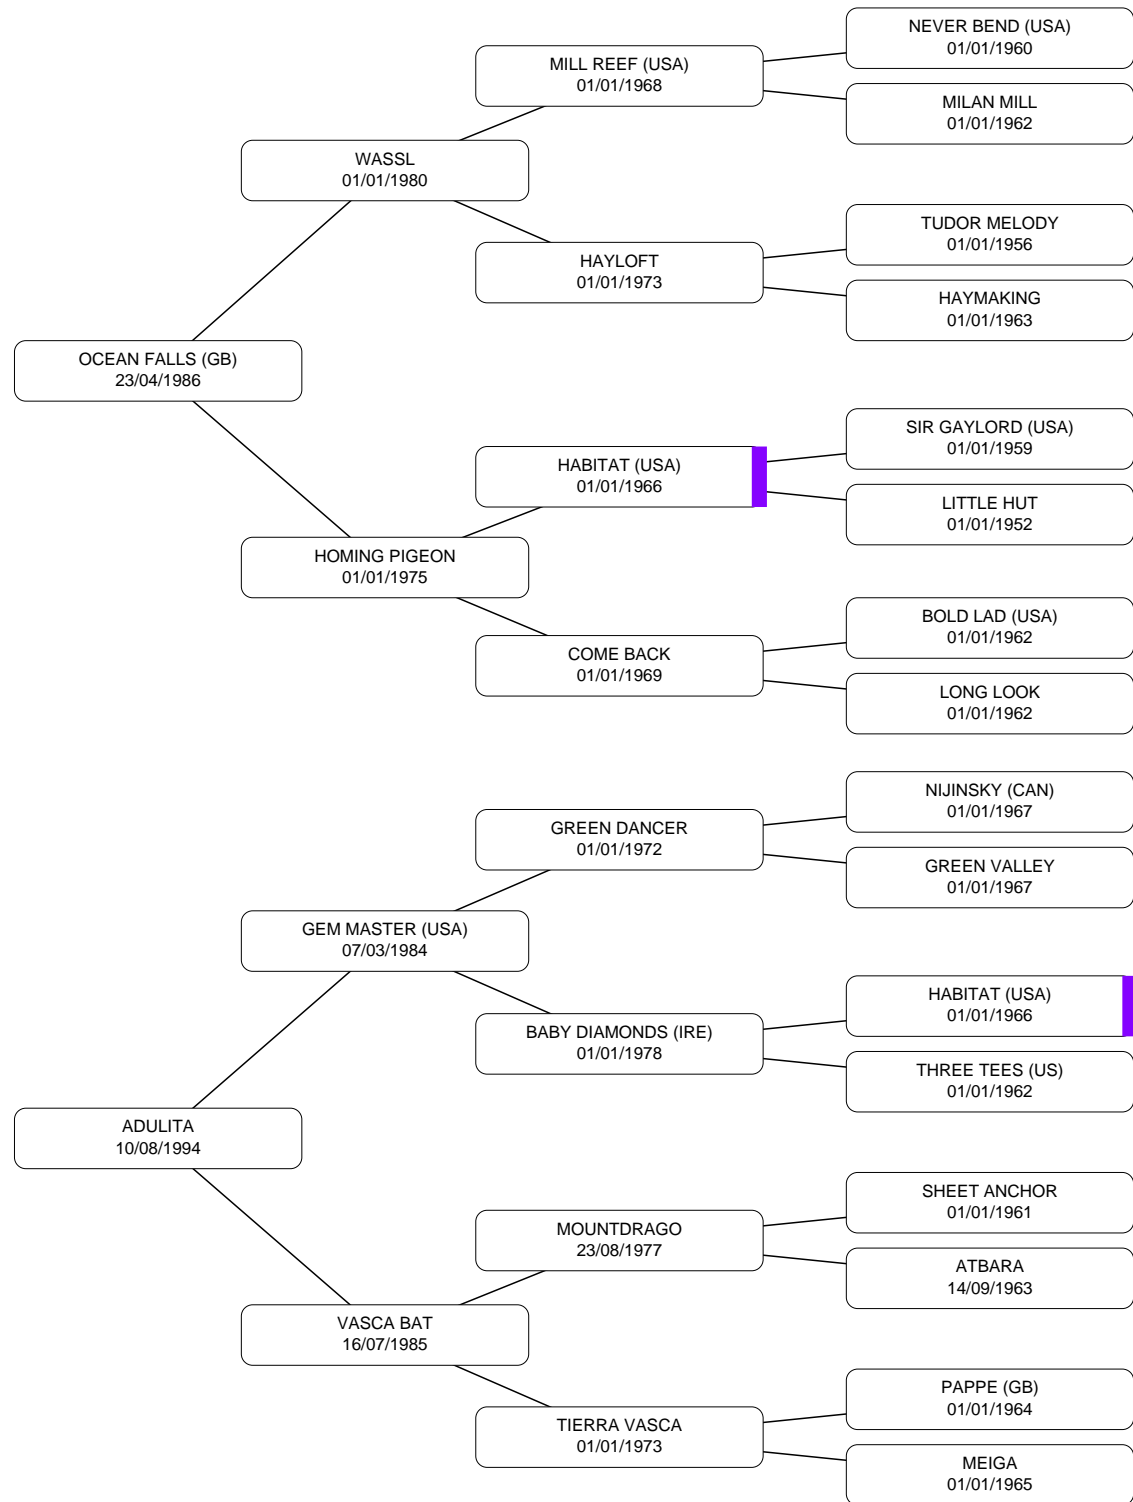 NEVER BEND (USA)
01/01/1960
MILL REEF (USA)
01/01/1968
MILAN MILL
01/01/1962
WASSL
01/01/1980
TUDOR MELODY
01/01/1956
HAYLOFT
01/01/1973
HAYMAKING
01/01/1963
OCEAN FALLS (GB)
23/04/1986
SIR GAYLORD (USA)
01/01/1959
HABITAT (USA)
01/01/1966
LITTLE HUT
01/01/1952
HOMING PIGEON
01/01/1975
BOLD LAD (USA)
01/01/1962
COME BACK
01/01/1969
LONG LOOK
01/01/1962
NIJINSKY (CAN)
01/01/1967
GREEN DANCER
01/01/1972
GREEN VALLEY
01/01/1967
GEM MASTER (USA)
07/03/1984
HABITAT (USA)
01/01/1966
BABY DIAMONDS (IRE)
01/01/1978
THREE TEES (US)
01/01/1962
ADULITA
10/08/1994
SHEET ANCHOR
01/01/1961
MOUNTDRAGO
23/08/1977
ATBARA
14/09/1963
VASCA BAT
16/07/1985
PAPPE (GB)
01/01/1964
TIERRA VASCA
01/01/1973
MEIGA
01/01/1965